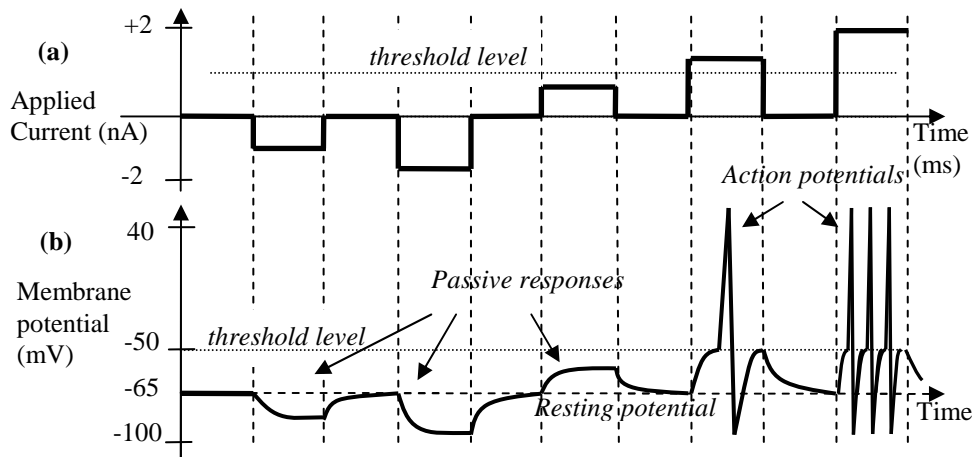 +2
(a)
threshold level
Applied
Current (nA)
Time
(ms)
-2
Action potentials
40
(b)
Passive responses
Membrane
potential
(mV)
threshold level
-50
-65
Resting potential
Time
-100